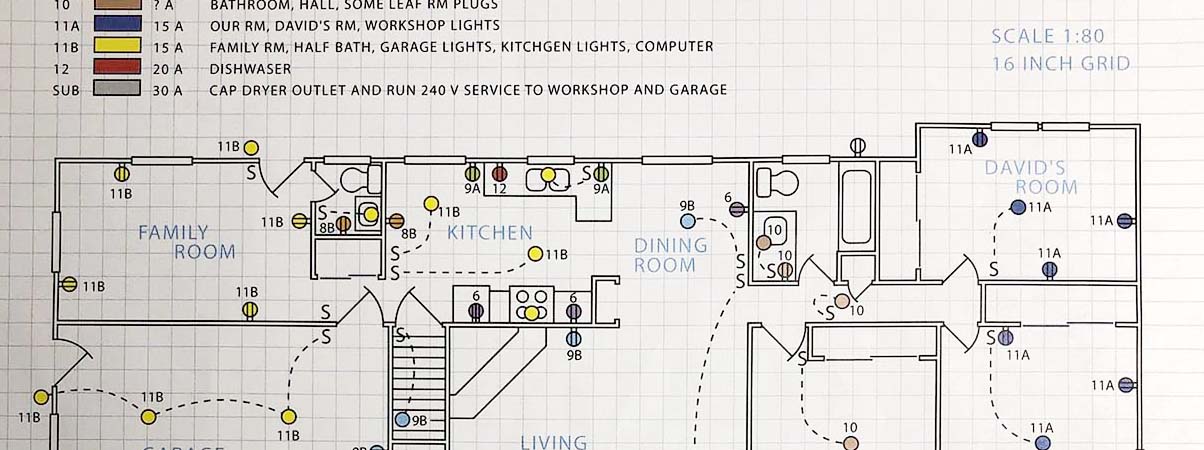 10 ? A BATHROOM, HALL, SOME LEAF RM PLUGS
11A 15 A OUR RM, DAVID'S RM, WORKSHOP LIGHTS
11B 15 A FAMILY RM, HALF BATH, GARAGE LIGHTS, KITCHGEN LIGHTS, COMPUTER
12 20 A DISHWASER
SUB 30 A CAP DRYER OUTLET AND RUN 240 V SERVICE TO WORKSHOP AND GARAGE
SCALE 1:80
16 INCH GRID
11B
S
11A
DAVID'S
ROOM
11B
9A
12
S
9A
6
9B
11A
11A
11B
S
8B
8B
11B
FAMILY
ROOM
KITCHEN
DINING
ROOM
10
11B
S
S
S
S
S
10
S
11A
11B
11B
6
6
S
10
S
S
S
9B
S
11A
S
11A
11B
11B
11B
9B
S
10
11A
GARAGE
LIVING
9B